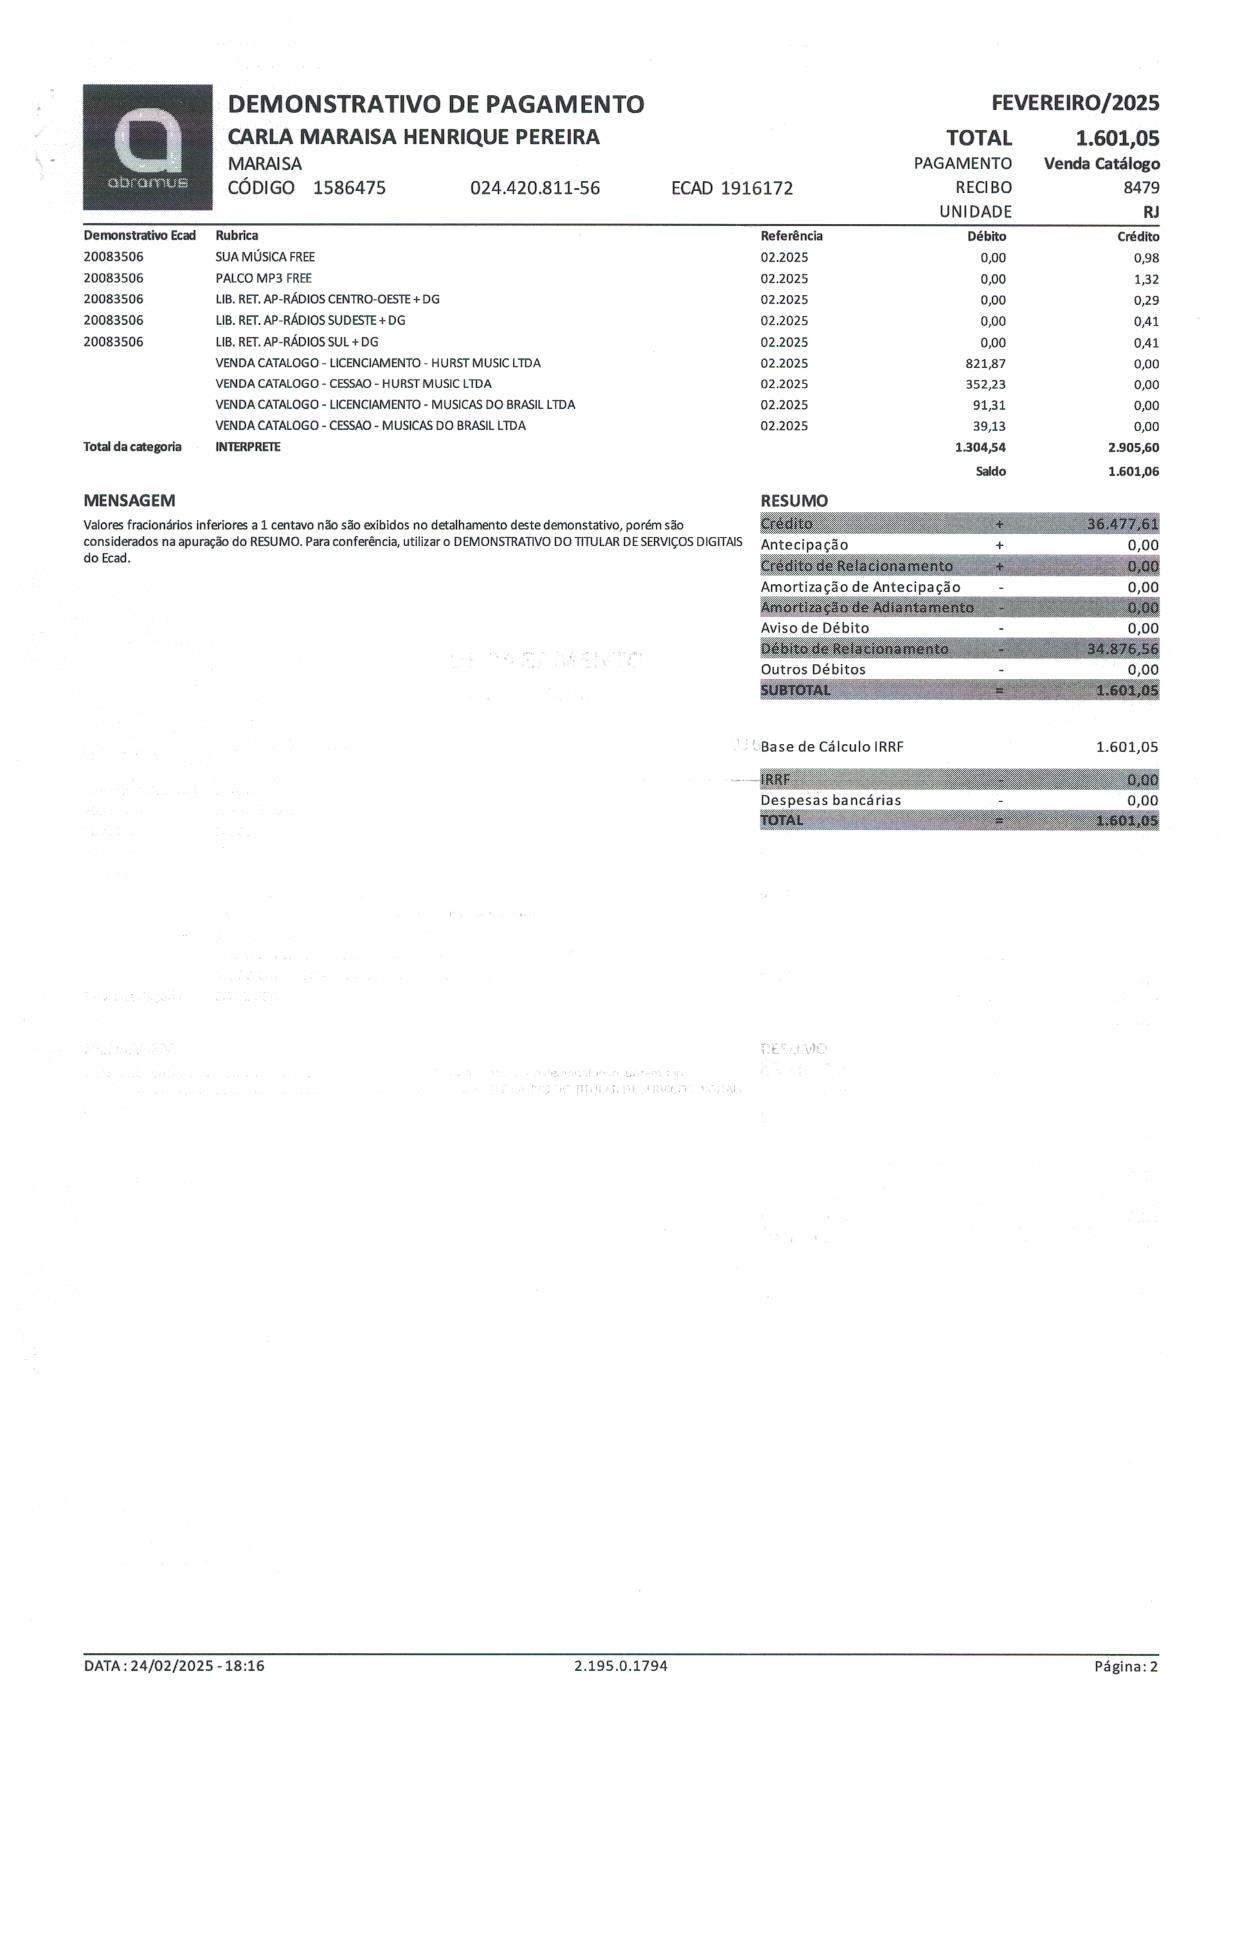 abramus
DEMONSTRATIVO DE PAGAMENTO
FEVEREIRO/2025
CARLA MARAISA HENRIQUE PEREIRA
TOTAL 1.601,05
MARAISA
PAGAMENTO Venda Catálogo
CÓDIGO 1586475 024.420.811-56 ECAD 1916172
RECIBO 8479
UNIDADE RJ
Demonstrativo Ecad Rubrica Referência Débito Crédito
20083506 SUA MÚSICA FREE 02.2025 0,00 0,98
20083506 PALCO MP3 FREE 02.2025 0,00 1,32
20083506 LIB. RET. AP-RÁDIOS CENTRO-OESTE + DG 02.2025 0,00 0,29
20083506 LIB. RET. AP-RÁDIOS SUDESTE + DG 02.2025 0,00 0,41
20083506 LIB. RET. AP-RÁDIOS SUL + DG 02.2025 0,00 0,41
VENDA CATALOGO - LICENCIAMENTO - HURST MUSIC LTDA 02.2025 821,87 0,00
VENDA CATALOGO - CESSAO - HURST MUSIC LTDA 02.2025 352,23 0,00
VENDA CATALOGO - LICENCIAMENTO - MUSICAS DO BRASIL LTDA 02.2025 91,31 0,00
VENDA CATALOGO - CESSAO - MUSICAS DO BRASIL LTDA 02.2025 39,13 0,00
Total da categoria INTERPRETE 1.304,54 2.905,60
Saldo 1.601,06
MENSAGEM
Valores fracionários inferiores a 1 centavo não são exibidos no detalhamento deste demonstativo, porém são
considerados na apuração do RESUMO. Para conferência, utilizar o DEMONSTRATIVO DO TITULAR DE SERVIÇOS DIGITAIS
do Ecad.
RESUMO
Crédito + 36.477,61
Antecipação + 0,00
Crédito de Relacionamento + 0,00
Amortização de Antecipação - 0,00
Amortização de Adiantamento - 0,00
Aviso de Débito - 0,00
Débito de Relacionamento - 34.876,56
Outros Débitos - 0,00
SUBTOTAL = 1.601,05
Base de Cálculo IRRF 1.601,05
IRRF - 0,00
Despesas bancárias - 0,00
TOTAL = 1.601,05
RESUMO
DATA : 24/02/2025 - 18:16 2.195.0.1794 Página: 2